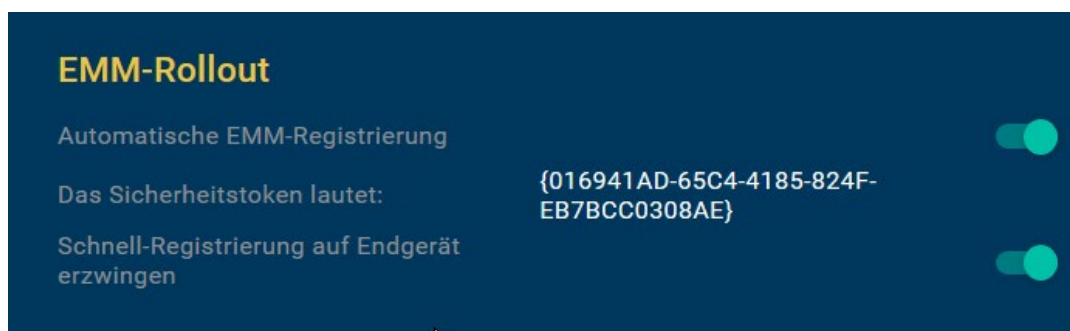 EMM-Rollout
Automatische EMM-Registrierung
Das Sicherheitstoken lautet:
{016941AD-65C4-4185-824F-
EB7BCC0308AE}
Schnell-Registrierung auf Endgerät
erzwingen